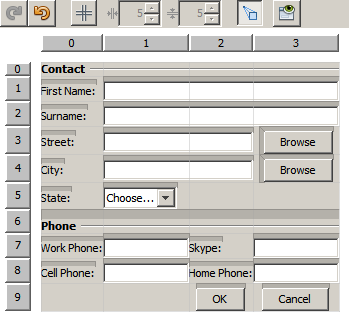 5 5
0 1 2 3
0 Contact
1 First Name:
2 Surname:
3 Street: Browse
4 City: Browse
5 State: Choose...
6
Phone
7 Work Phone: Skype:
8 Cell Phone: Home Phone:
9 OK Cancel